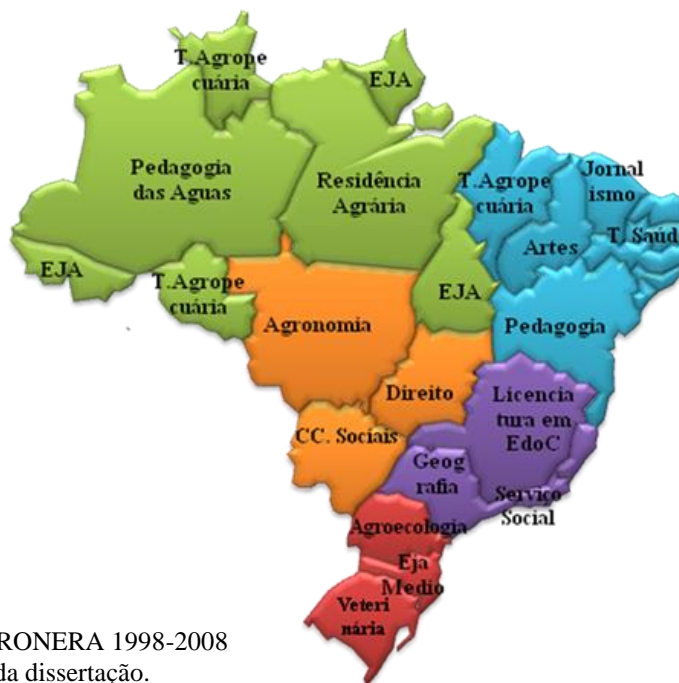 T.Agrope
cuária
EJA
Pedagogia
das Aguas
Residência
Agrária
T.Agrope
cuária
Jornal
ismo
T. Saúd
Artes
EJA
T.Agrope
cuária
EJA
Agronomia
Pedagogia
Direito
Licencia
tura em
EdoC
CC. Sociais
Geog
rafia
Serviço
Social
Agroecologia
Eja
Medio
Veteri
nária
RONERA 1998-2008
da dissertação.